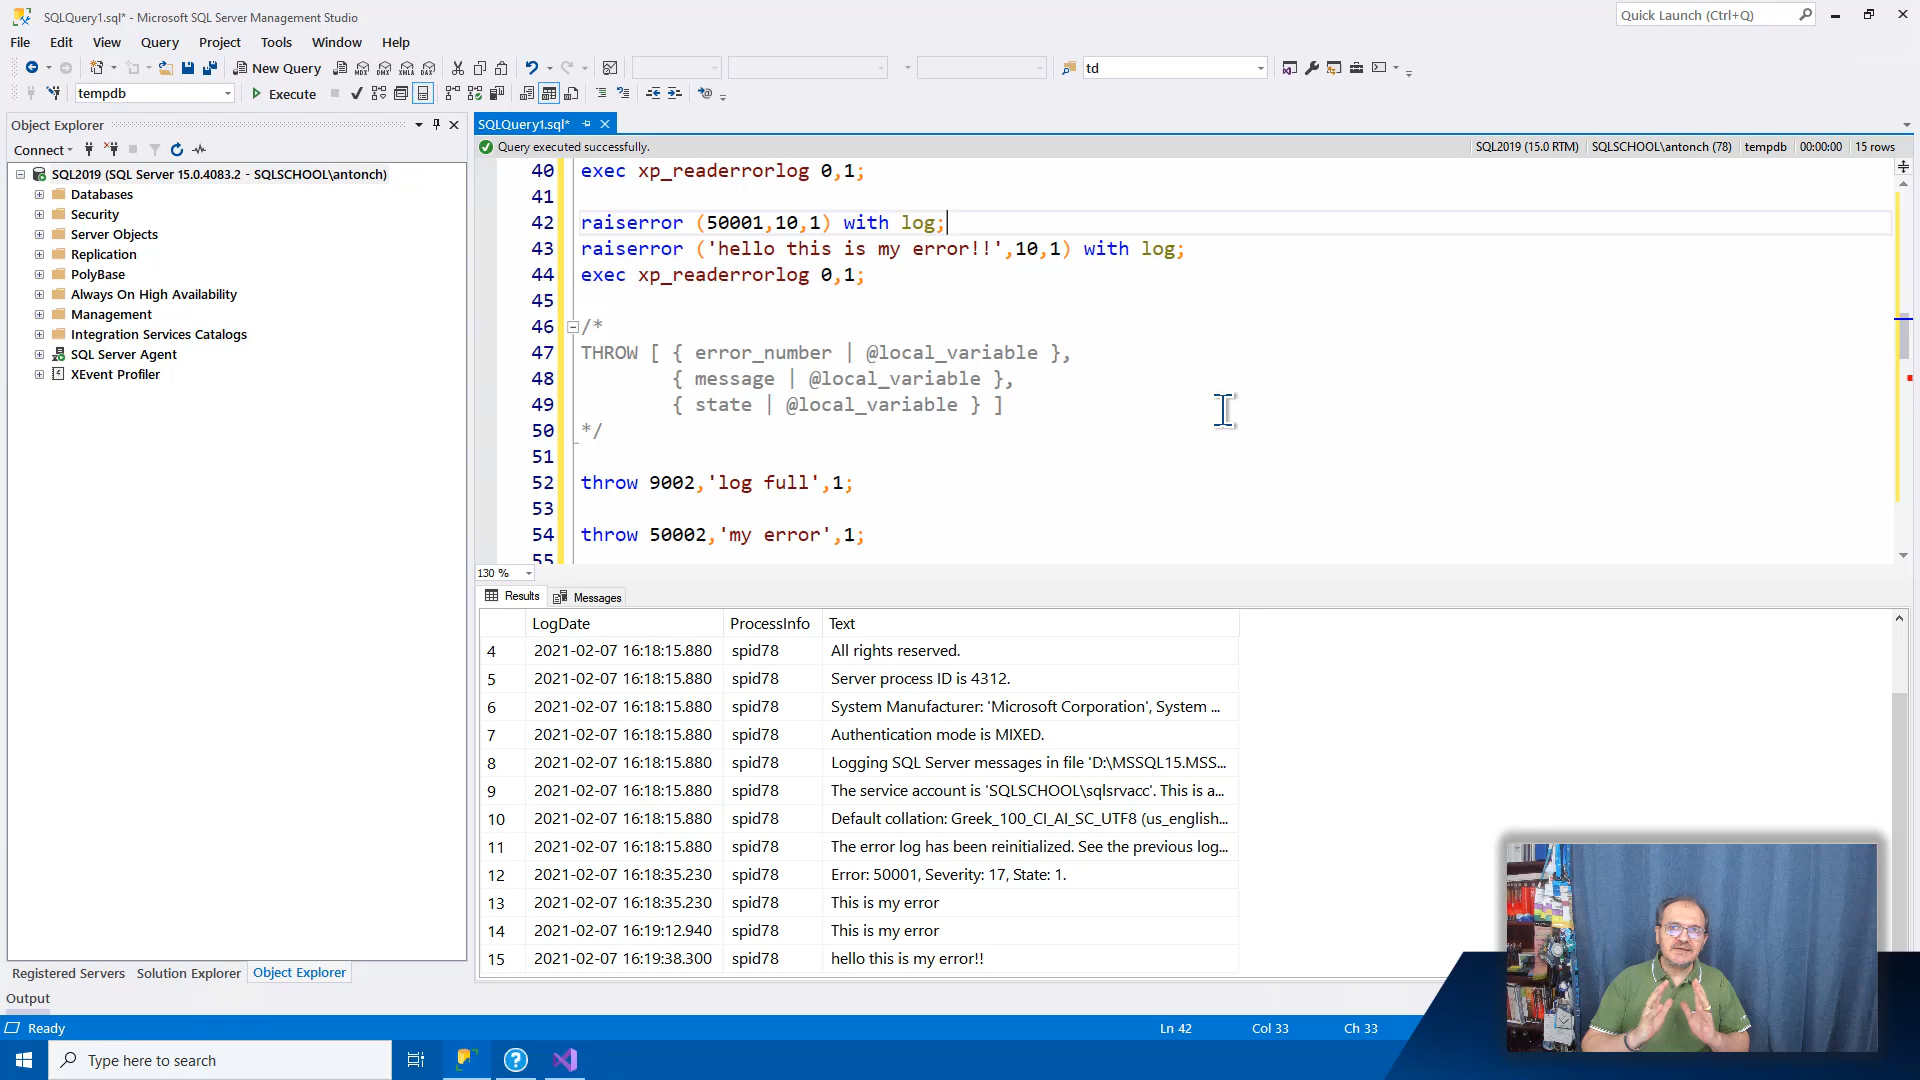 SQLQuery1.sql* - Microsoft SQL Server Management Studio
Quick Launch (Ctrl+Q)
File Edit View Query Project Tools Window Help
New Query
td
tempdb
Execute
Object Explorer
SQLQuery1.sql*
Connect
Query executed successfully. SQL2019 (15.0 RTM) SQLSCHOOL\antonch (78) tempdb 00:00:00 15 rows
SQL2019 (SQL Server 15.0.4083.2 - SQLSCHOOL\antonch)
Databases
Security
Server Objects
Replication
PolyBase
Always On High Availability
Management
Integration Services Catalogs
SQL Server Agent
XEvent Profiler
40 exec xp_readerrorlog 0,1;
41
42 raiserror (50001,10,1) with log;
43 raiserror ('hello this is my error!!',10,1) with log;
44 exec xp_readerrorlog 0,1;
45
46 /*
47 THROW [ { error_number | @local_variable },
48 { message | @local_variable },
49 { state | @local_variable } ]
50 */
51
52 throw 9002,'log full',1;
53
54 throw 50002,'my error',1;
55
130 %
Results Messages
LogDate ProcessInfo Text
4 2021-02-07 16:18:15.880 spid78 All rights reserved.
5 2021-02-07 16:18:15.880 spid78 Server process ID is 4312.
6 2021-02-07 16:18:15.880 spid78 System Manufacturer: 'Microsoft Corporation', System ...
7 2021-02-07 16:18:15.880 spid78 Authentication mode is MIXED.
8 2021-02-07 16:18:15.880 spid78 Logging SQL Server messages in file 'D:\MSSQL15.MSS...
9 2021-02-07 16:18:15.880 spid78 The service account is 'SQLSCHOOL\sqlsrvacc'. This is a...
10 2021-02-07 16:18:15.880 spid78 Default collation: Greek_100_CI_AI_SC_UTF8 (us_english...
11 2021-02-07 16:18:15.880 spid78 The error log has been reinitialized. See the previous log...
12 2021-02-07 16:18:35.230 spid78 Error: 50001, Severity: 17, State: 1.
13 2021-02-07 16:18:35.230 spid78 This is my error
14 2021-02-07 16:19:12.940 spid78 This is my error
15 2021-02-07 16:19:38.300 spid78 hello this is my error!!
Registered Servers Solution Explorer Object Explorer
Output
Ready Ln 42 Col 33 Ch 33
Type here to search